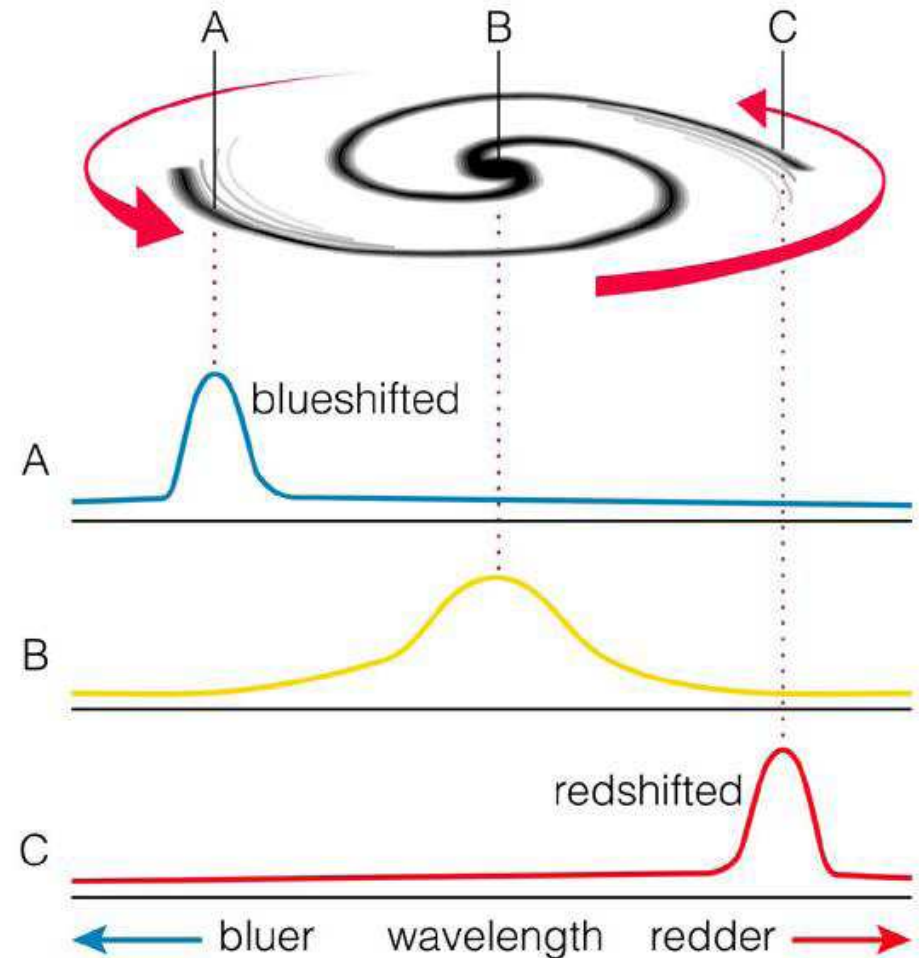 A B C
blueshifted
A
B
redshifted
C
bluer wavelength redder